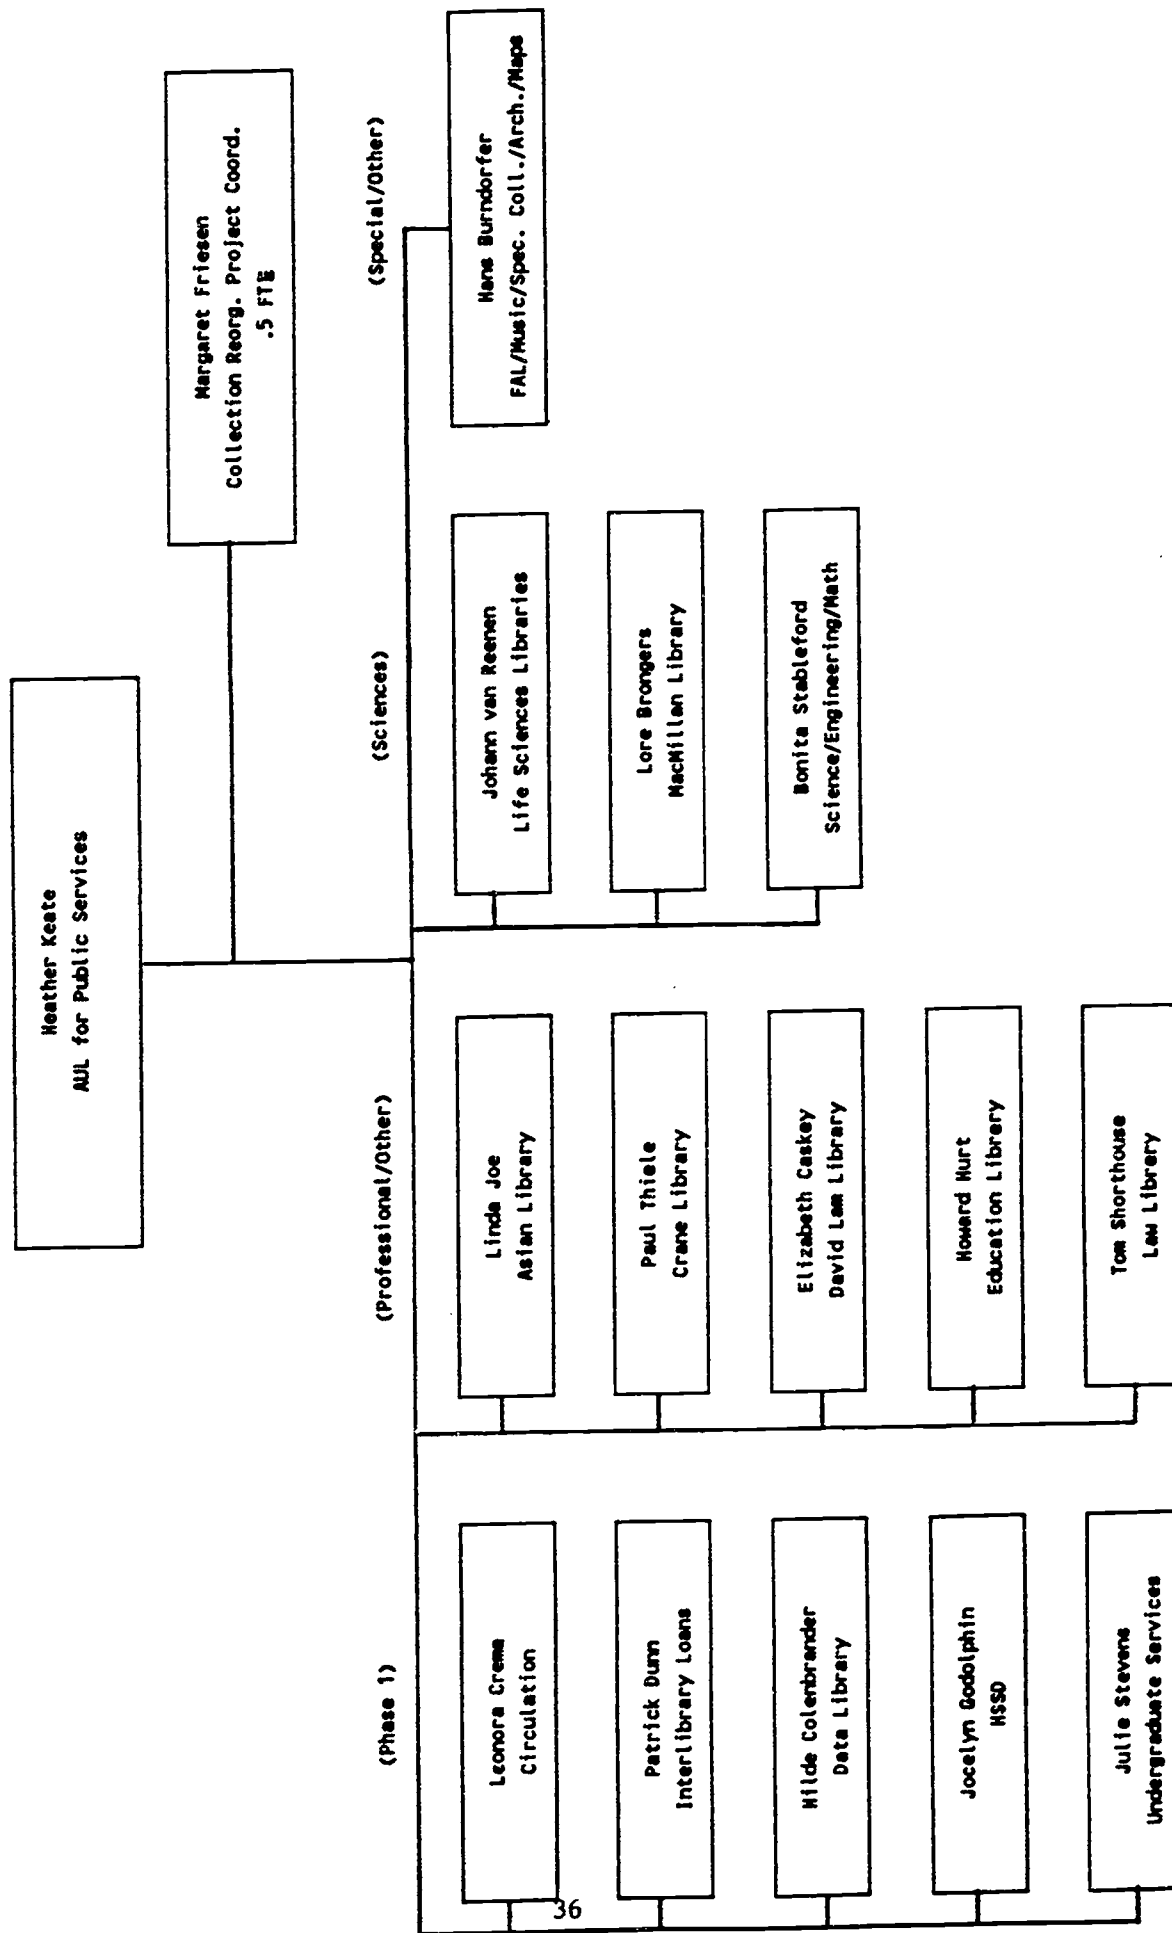 Heather Keate
AUL for Public Services
Margaret Friesen
Collection Reorg. Project Coord.
.5 FTE
(Phase 1)
Leonora Crema
Circulation
Patrick Dunn
Interlibrary Loans
Hilde Colenbrander
Data Library
Jocelyn Godolphin
HSSD
Julie Stevens
Undergraduate Services
(Professional/Other)
Linda Joe
Asian Library
Paul Thiele
Crane Library
Elizabeth Caskey
David Lam Library
Howard Hurt
Education Library
Tom Shorthouse
Law Library
(Sciences)
Johann van Reenen
Life Sciences Libraries
Lore Brongers
MacMillan Library
Bonita Stableford
Science/Engineering/Math
(Special/Other)
Hans Burndorfer
FAL/Music/Spec. Coll./Arch./Maps
36